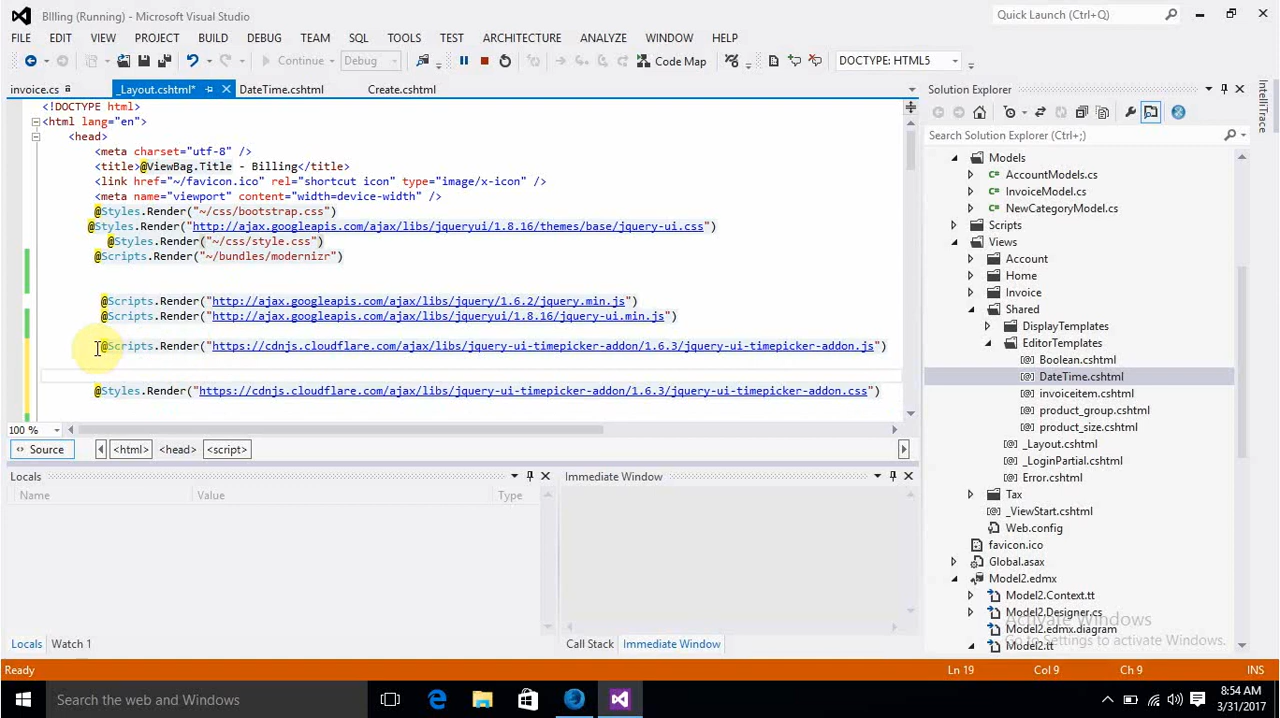 BIlling (Running) - Microsoft Visual Studio
Quick Launch (Ctrl+Q)
FILE EDIT VIEW PROJECT BUILD DEBUG TEAM SQL TOOLS TEST ARCHITECTURE ANALYZE WINDOW HELP
Continue Debug Code Map DOCTYPE: HTML5
invoice.cs _Layout.cshtml* DateTime.cshtml Create.cshtml
<!DOCTYPE html>
<html lang="en">
<head>
<meta charset="utf-8" />
<title>@ViewBag.Title - Billing</title>
<link href="~/favicon.ico" rel="shortcut icon" type="image/x-icon" />
<meta name="viewport" content="width=device-width" />
@Styles.Render("~/css/bootstrap.css")
@Styles.Render("http://ajax.googleapis.com/ajax/libs/jqueryui/1.8.16/themes/base/jquery-ui.css")
@Styles.Render("~/css/style.css")
@Scripts.Render("~/bundles/modernizr")
@Scripts.Render("http://ajax.googleapis.com/ajax/libs/jquery/1.6.2/jquery.min.js")
@Scripts.Render("http://ajax.googleapis.com/ajax/libs/jqueryui/1.8.16/jquery-ui.min.js")
@Scripts.Render("https://cdnjs.cloudflare.com/ajax/libs/jquery-ui-timepicker-addon/1.6.3/jquery-ui-timepicker-addon.js")
@Styles.Render("https://cdnjs.cloudflare.com/ajax/libs/jquery-ui-timepicker-addon/1.6.3/jquery-ui-timepicker-addon.css")
100 %
Source <html> <head> <script>
Locals
Name Value Type
Locals Watch 1
Immediate Window
Call Stack Immediate Window
Solution Explorer
Search Solution Explorer (Ctrl+;)
Models
AccountModels.cs
InvoiceModel.cs
NewCategoryModel.cs
Scripts
Views
Account
Home
Invoice
Shared
DisplayTemplates
EditorTemplates
Boolean.cshtml
DateTime.cshtml
invoiceitem.cshtml
product_group.cshtml
product_size.cshtml
_Layout.cshtml
_LoginPartial.cshtml
Error.cshtml
Tax
_ViewStart.cshtml
Web.config
favicon.ico
Global.asax
Model2.edmx
Model2.Context.tt
Model2.Designer.cs
Model2.edmx.diagram
Model2.tt
IntelliTrace
Activate Windows
Go to Settings to activate Windows.
Ready Ln 19 Col 9 Ch 9 INS
Search the web and Windows
8:54 AM
3/31/2017